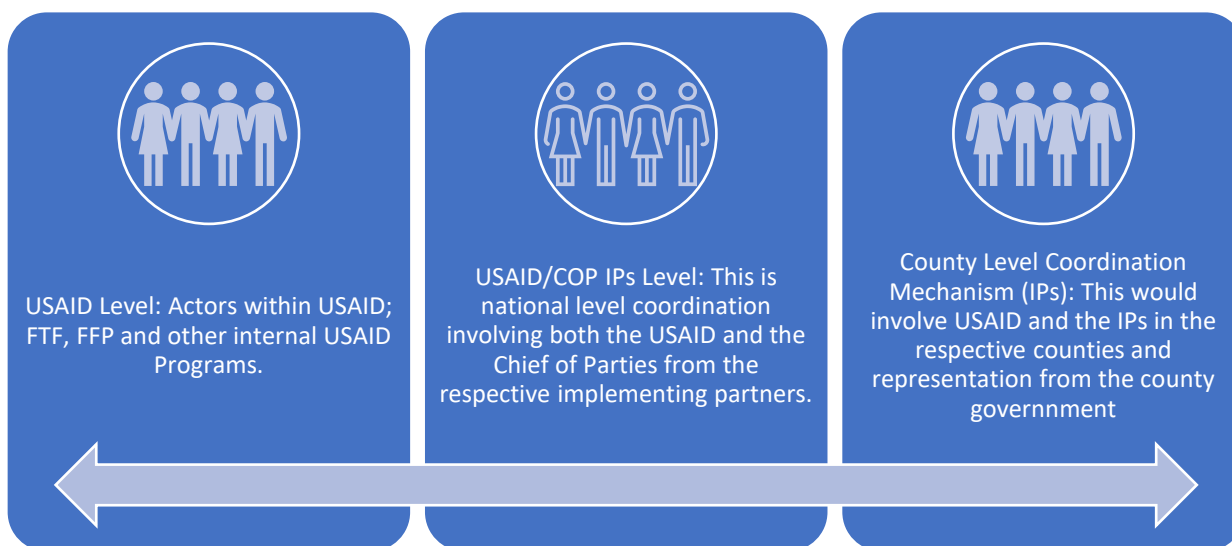 USAID Level: Actors within USAID;
FTF, FFP and other internal USAID
Programs.
USAID/COP IPs Level: This is
national level coordination
involving both the USAID and the
Chief of Parties from the
respective implementing partners.
County Level Coordination
Mechanism (IPs): This would
involve USAID and the IPs in the
respective counties and
representation from the county
governnment